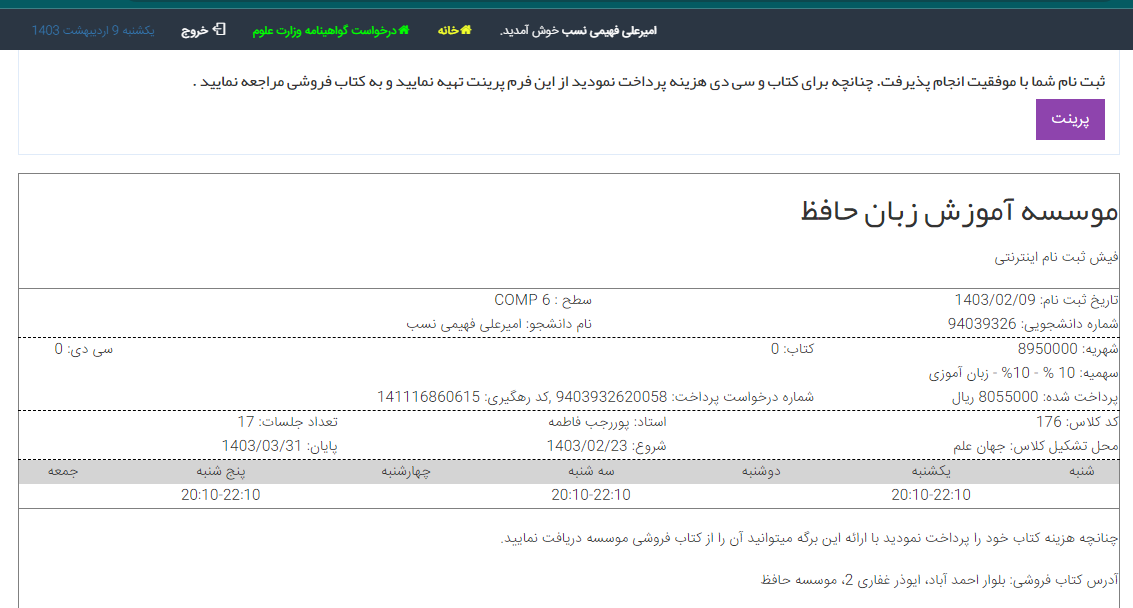 امیرعلی فهیمی نسب خوش آمدید. خانه درخواست گواهینامه وزارت علوم خروج یکشنبه 9 اردیبهشت 1403
ثبت نام شما با موفقیت انجام پذیرفت. چنانچه برای کتاب و سی دی هزینه پرداخت نمودید از این فرم پرینت تهیه نمایید و به کتاب فروشی مراجعه نمایید .
پرینت
موسسه آموزش زبان حافظ
فیش ثبت نام اینترنتی
تاریخ ثبت نام: 1403/02/09 سطح : COMP 6
شماره دانشجویی: 94039326 نام دانشجو: امیرعلی فهیمی نسب
شهریه: 8950000 کتاب: 0 سی دی: 0
سهمیه: 10 % - 10% - زبان آموزی
پرداخت شده: 8055000 ریال شماره درخواست پرداخت: 9403932620058 ,کد رهگیری: 141116860615
کد کلاس: 176 استاد: پوررجب فاطمه تعداد جلسات: 17
محل تشکیل کلاس: جهان علم شروع: 1403/02/23 پایان: 1403/03/31
شنبه یکشنبه دوشنبه سه شنبه چهارشنبه پنج شنبه جمعه
20:10-22:10 20:10-22:10 20:10-22:10
چنانچه هزینه کتاب خود را پرداخت نمودید با ارائه این برگه میتوانید آن را از کتاب فروشی موسسه دریافت نمایید.
آدرس کتاب فروشی: بلوار احمد آباد، ابوذر غفاری 2، موسسه حافظ